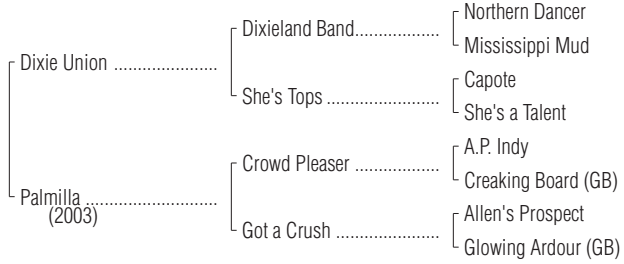 Northern Dancer
Dixieland Band..................
Mississippi Mud
Dixie Union ......................
Capote
She's Tops ........................
She's a Talent
A.P. Indy
Crowd Pleaser ..................
Creaking Board (GB)
Palmilla ............................
(2003)
Allen's Prospect
Got a Crush ......................
Glowing Ardour (GB)